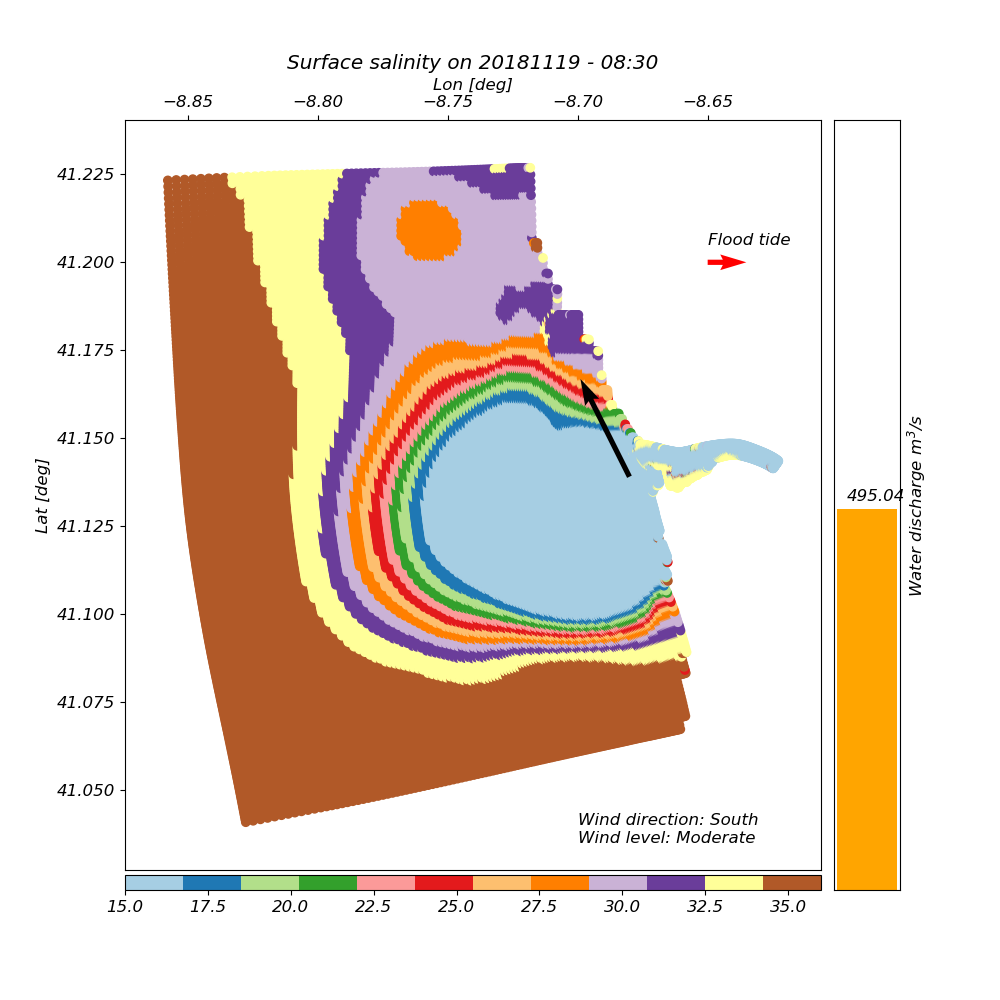 Surface salinity on 20181119 - 08:30
Lon [deg]
−8.85 −8.80 −8.75 −8.70 −8.65
41.225
41.200
41.175
41.150
41.125
41.100
41.075
41.050
Lat [deg]
Flood tide
Wind direction: South
Wind level: Moderate
495.04
Water discharge m³/s
15.0 17.5 20.0 22.5 25.0 27.5 30.0 32.5 35.0